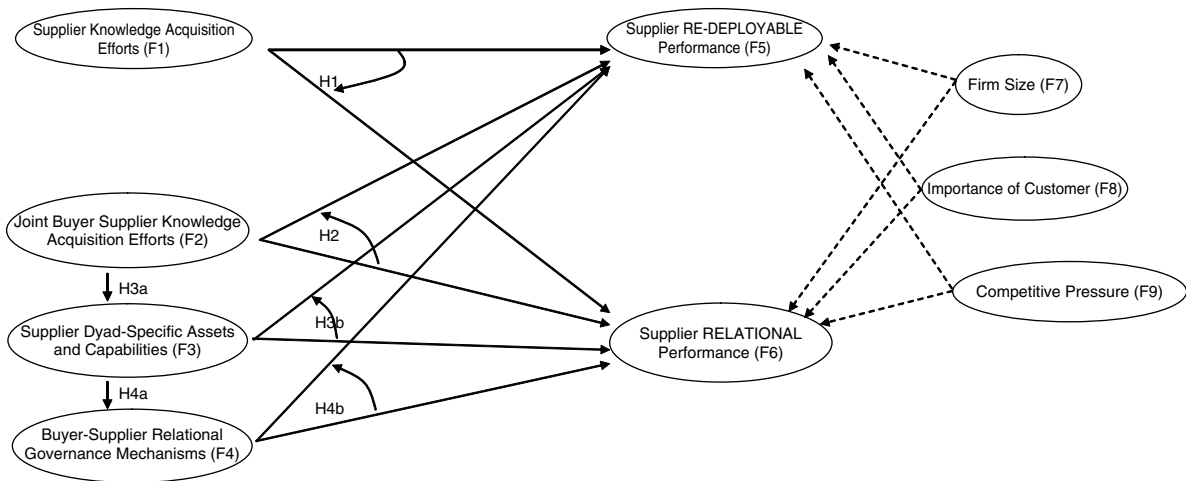 Supplier Knowledge Acquisition
Efforts (F1)
Supplier RE-DEPLOYABLE
Performance (F5)
H1
Firm Size (F7)
Importance of Customer (F8)
Joint Buyer Supplier Knowledge
Acquisition Efforts (F2)
H2
H3a
Competitive Pressure (F9)
Supplier Dyad-Specific Assets
and Capabilities (F3)
H3b
Supplier RELATIONAL
Performance (F6)
H4a
H4b
Buyer-Supplier Relational
Governance Mechanisms (F4)